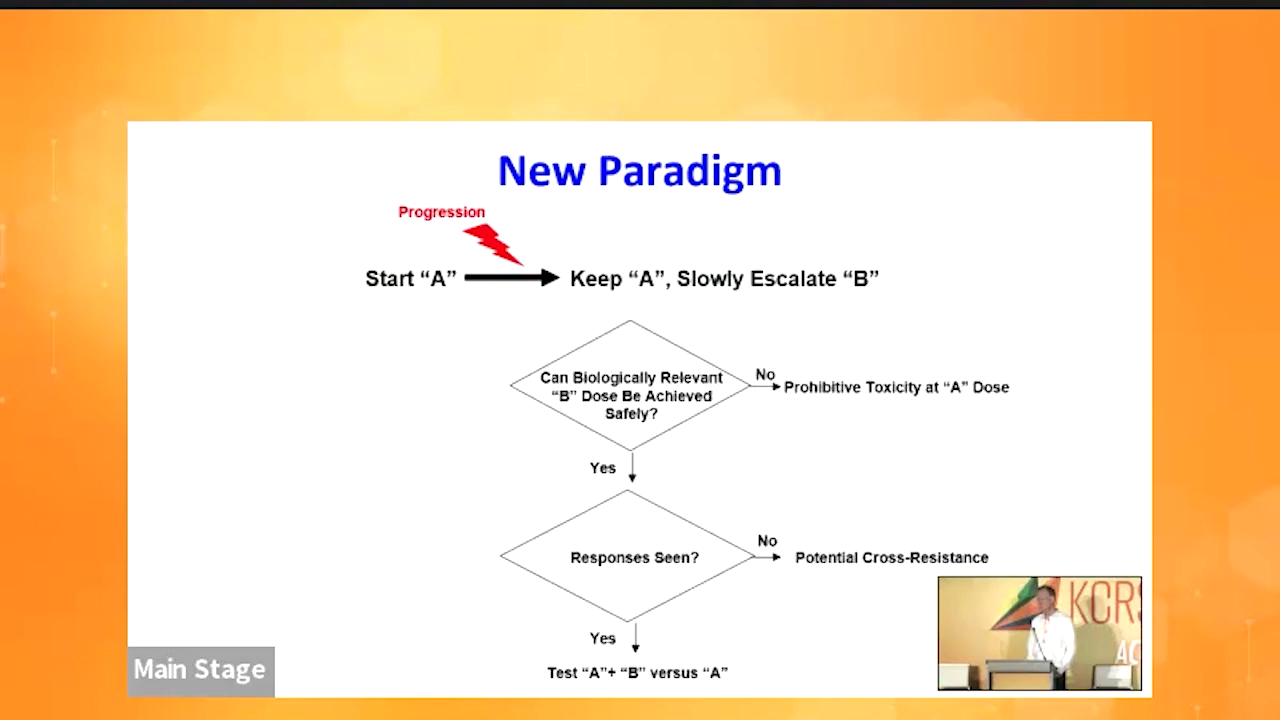 New Paradigm
Progression
Start “A”
Keep “A”, Slowly Escalate “B”
Can Biologically Relevant
“B” Dose Be Achieved
Safely?
No
Prohibitive Toxicity at “A” Dose
Yes
Responses Seen?
No
Potential Cross-Resistance
Yes
Test “A”+ “B” versus “A”
KCRS
AC
Main Stage